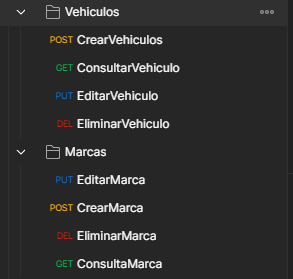 Vehiculos
POST CrearVehiculos
GET ConsultarVehiculo
PUT EditarVehiculo
DEL EliminarVehiculo
Marcas
PUT EditarMarca
POST CrearMarca
DEL EliminarMarca
GET ConsultaMarca